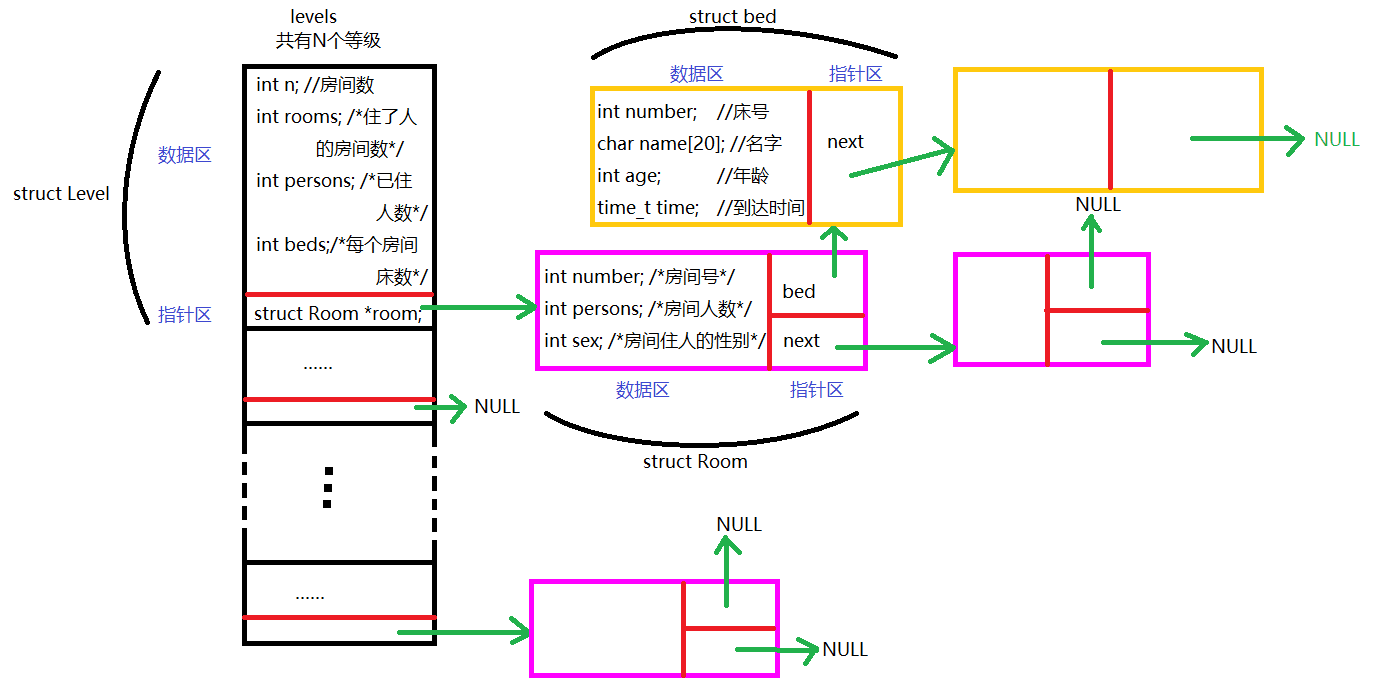 levels
共有N个等级
struct Level
数据区
指针区
int n; //房间数
int rooms; /*住了人
的房间数*/
int persons; /*已住
人数*/
int beds;/*每个房间
床数*/
struct Room *room;
......
NULL
......
struct bed
数据区
指针区
int number; //床号
char name[20]; //名字
int age; //年龄
time_t time; //到达时间
next
NULL
int number; /*房间号*/
int persons; /*房间人数*/
int sex; /*房间住人的性别*/
bed
next
数据区
指针区
struct Room
NULL
NULL
NULL
NULL